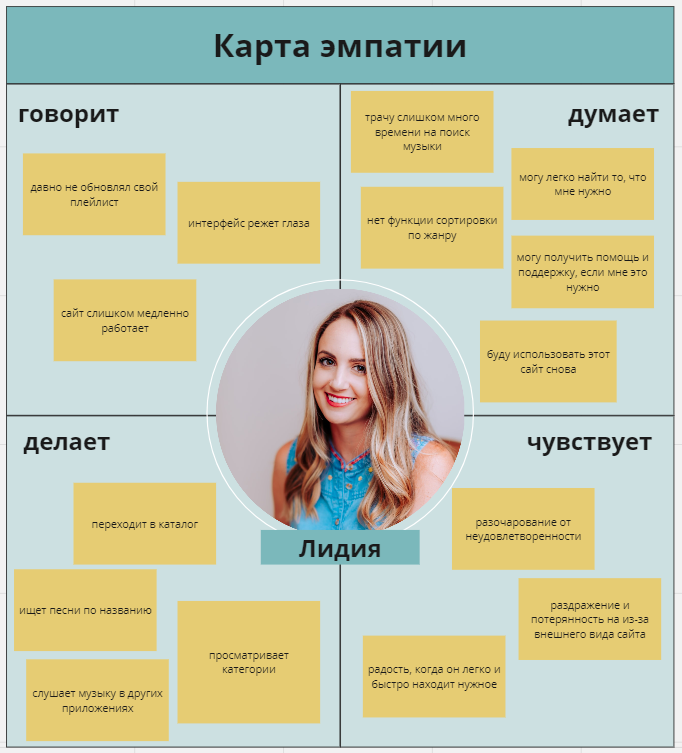 Карта эмпатии
говорит
давно не обновлял свой
плейлист
интерфейс режет глаза
сайт слишком медленно
работает
думает
трачу слишком много
времени на поиск
музыки
могу легко найти то, что
мне нужно
нет функции сортировки
по жанру
могу получить помощь и
поддержку, если мне это
нужно
буду использовать этот
сайт снова
Лидия
делает
переходит в каталог
ищет песни по названию
просматривает
категории
слушает музыку в других
приложениях
чувствует
разочарование от
неудовлетворенности
раздражение и
потерянность на из-за
внешнего вида сайта
радость, когда он легко и
быстро находит нужное